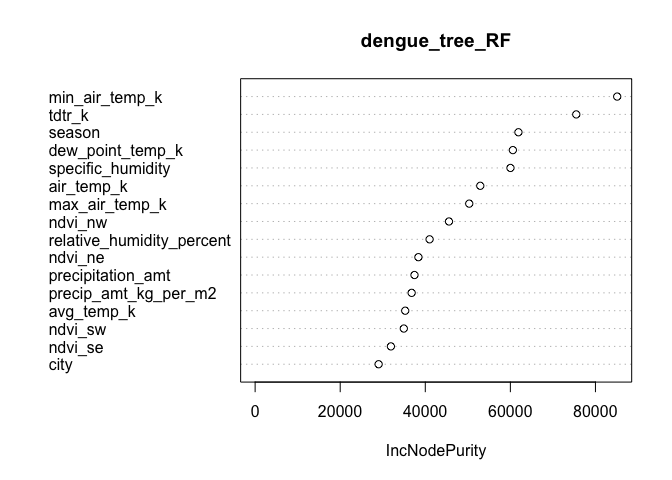 dengue_tree_RF
min_air_temp_k
tdtr_k
season
dew_point_temp_k
specific_humidity
air_temp_k
max_air_temp_k
ndvi_nw
relative_humidity_percent
ndvi_ne
precipitation_amt
precip_amt_kg_per_m2
avg_temp_k
ndvi_sw
ndvi_se
city
0 20000 40000 60000 80000
IncNodePurity